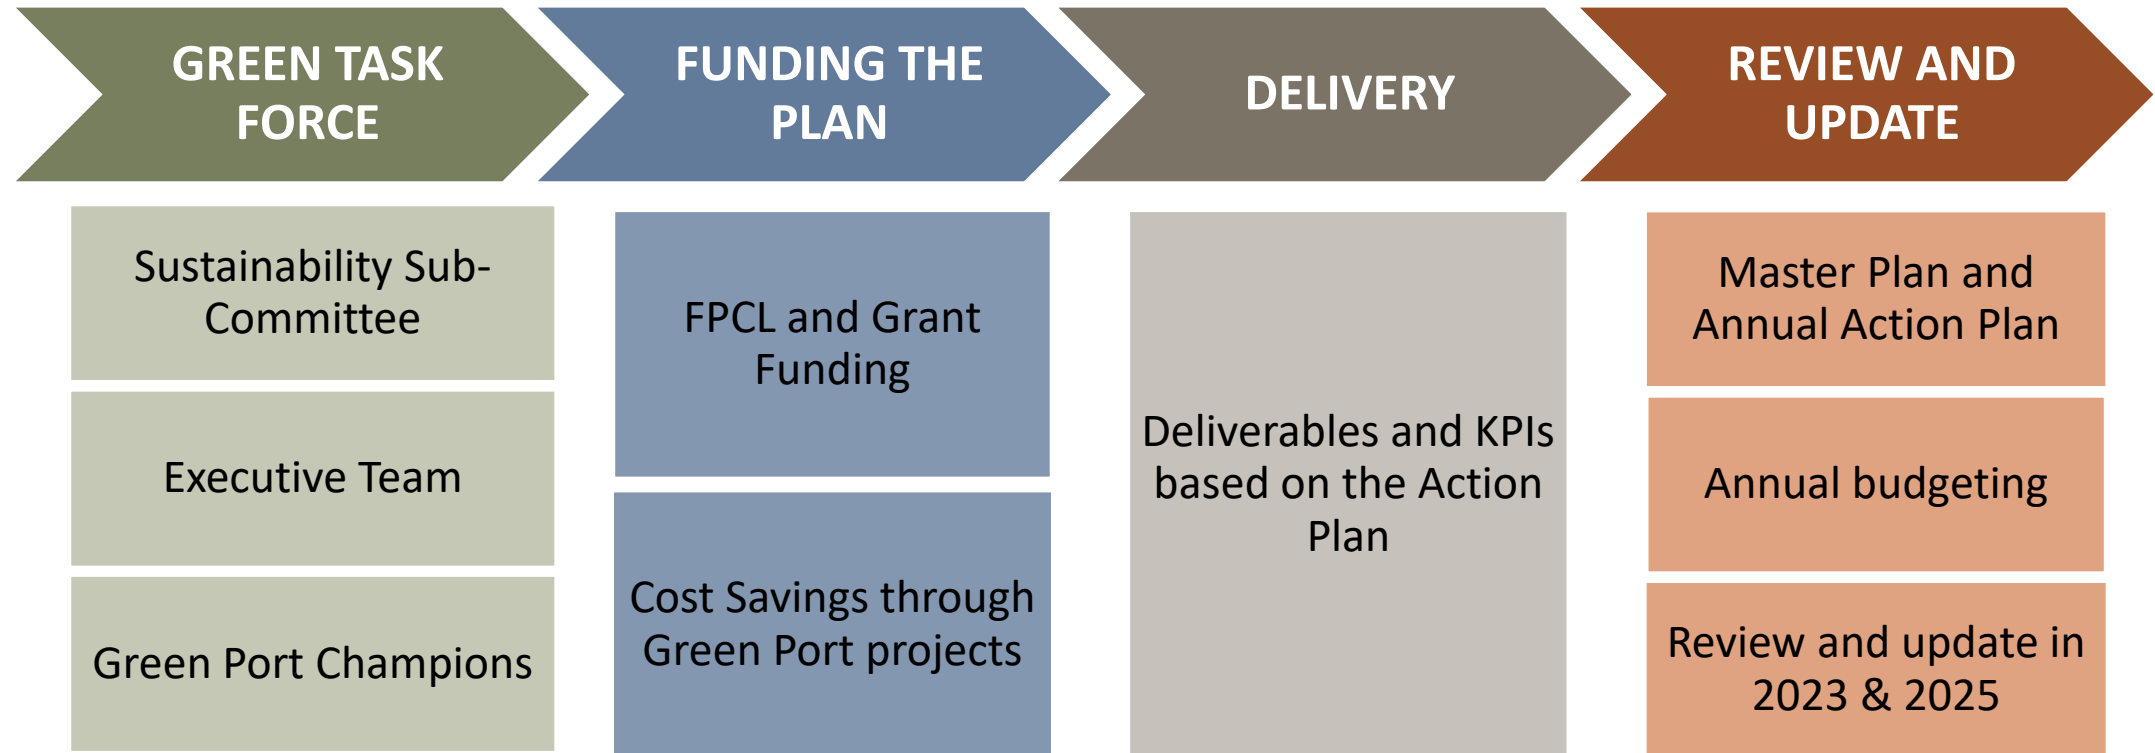 GREEN TASK
FORCE
FUNDING THE
PLAN
DELIVERY
REVIEW AND
UPDATE
Sustainability Sub-
Committee
Executive Team
Green Port Champions
FPCL and Grant
Funding
Cost Savings through
Green Port projects
Deliverables and KPIs
based on the Action
Plan
Master Plan and
Annual Action Plan
Annual budgeting
Review and update in
2023 & 2025